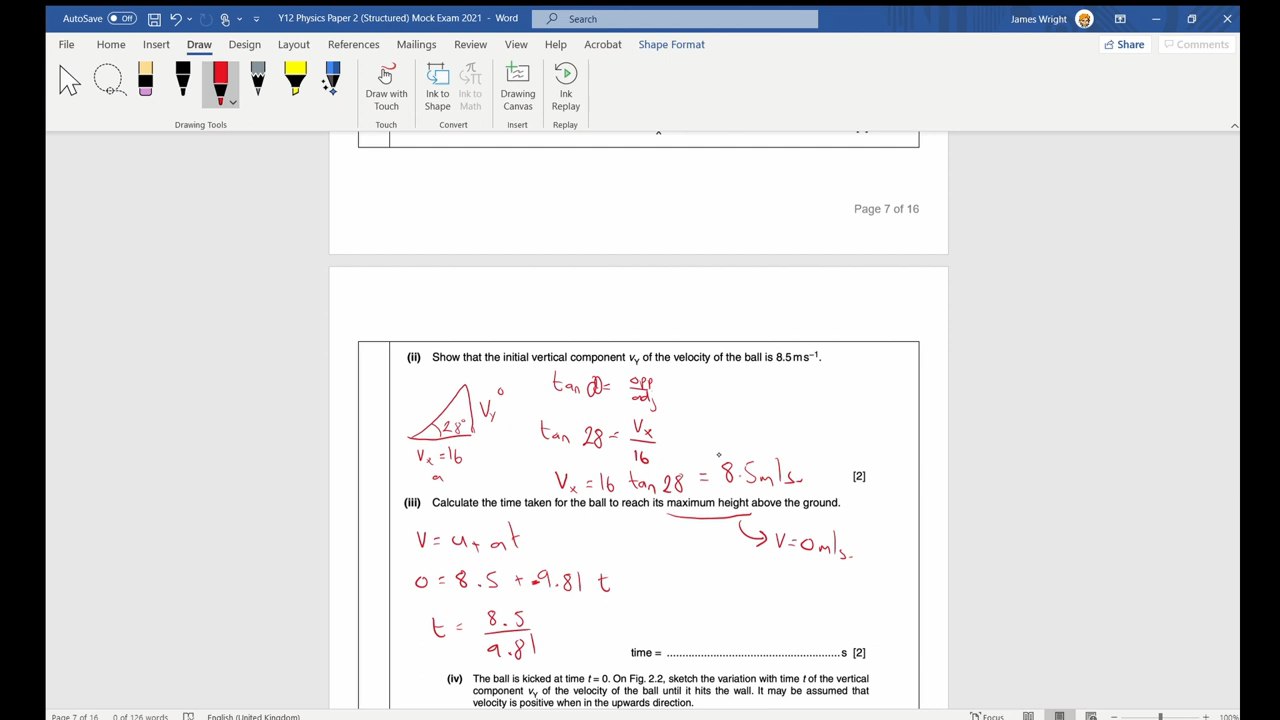 AutoSave Off Y12 Physics Paper 2 (Structured) Mock Exam 2021 - Word Search James Wright
File Home Insert Draw Design Layout References Mailings Review View Help Acrobat Shape Format Share Comments
Draw with Touch Ink to Shape Ink to Math Drawing Canvas Ink Replay
Drawing Tools Touch Convert Insert Replay
Page 7 of 16
(ii) Show that the initial vertical component vY of the velocity of the ball is 8.5 m s−1.
tan θ = opp/adj
28° Vy o
tan 28 = Vx/16
Vx = 16
a
Vx = 16 tan 28 = 8.5 m/s. [2]
(iii) Calculate the time taken for the ball to reach its maximum height above the ground.
V = u + at
V = 0 m/s.
0 = 8.5 + -9.81 t
t = 8.5/9.81
time = ........................................... s [2]
(iv) The ball is kicked at time t = 0. On Fig. 2.2, sketch the variation with time t of the vertical
component vY of the velocity of the ball until it hits the wall. It may be assumed that
velocity is positive when in the upwards direction.
Page 7 of 16 0 of 126 words English (United Kingdom) Focus 100%